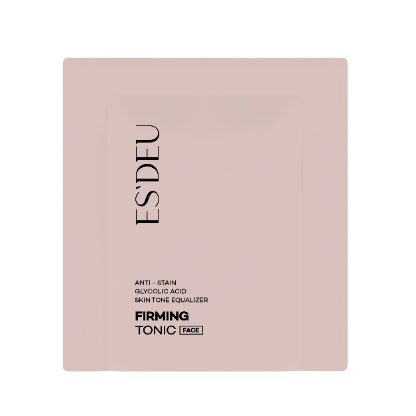 ES'DEU
ANTI - STAIN
GLYCOLIC ACID
SKIN TONE EQUALIZER
FIRMING
TONIC FACE